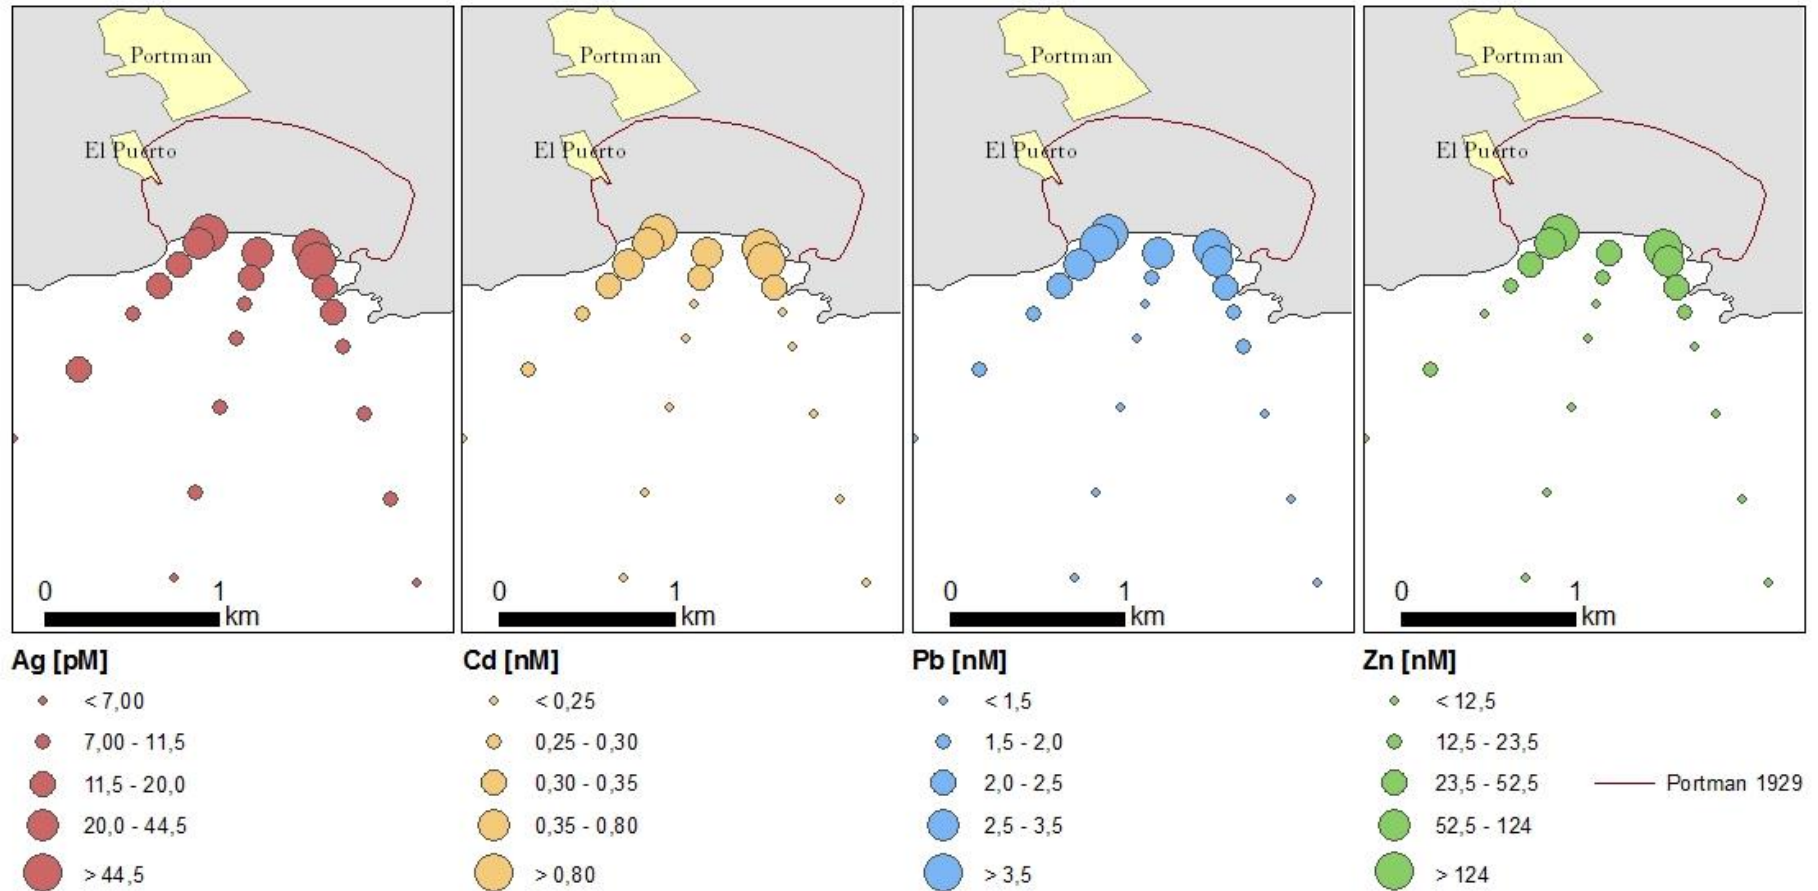 Portman
Portman
Portman
Portman
El Puerto
El Puerto
El Puerto
El Puerto
0 1
0 1
0 1
0 1
km
km
km
km
Ag [pM]
< 7,00
7,00 - 11,5
11,5 - 20,0
20,0 - 44,5
> 44,5
Cd [nM]
< 0,25
0,25 - 0,30
0,30 - 0,35
0,35 - 0,80
> 0,80
Pb [nM]
< 1,5
1,5 - 2,0
2,0 - 2,5
2,5 - 3,5
> 3,5
Zn [nM]
< 12,5
12,5 - 23,5
23,5 - 52,5
52,5 - 124
> 124
Portman 1929